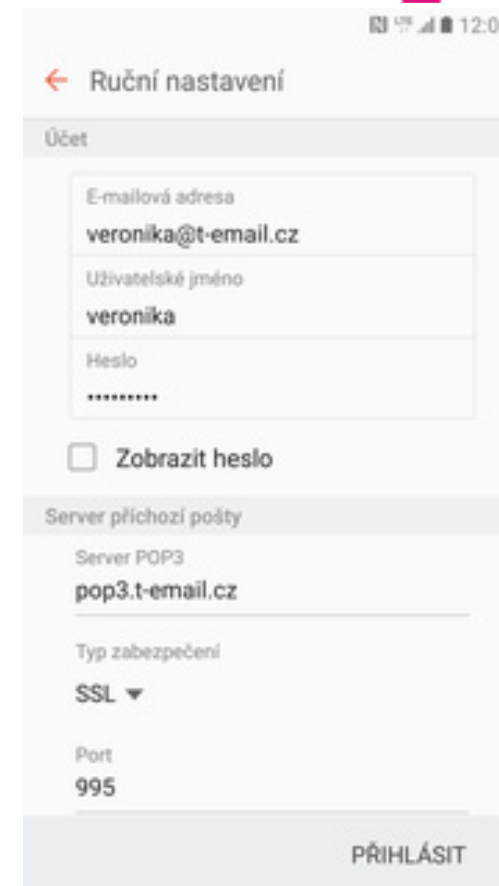 12:0
Ruční nastavení
Účet
E-mailová adresa
veronika@t-email.cz
Uživatelské jméno
veronika
Heslo
•••••••••
Zobrazit heslo
Server příchozí pošty
Server POP3
pop3.t-email.cz
Typ zabezpečení
SSL
Port
995
PŘIHLÁSIT